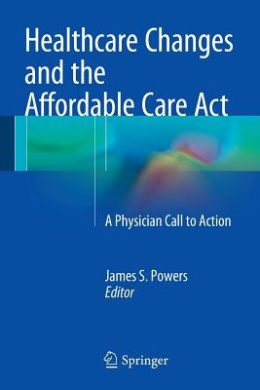 Healthcare Changes
and the
Affordable Care Act
A Physician Call to Action
James S. Powers
Editor
Springer